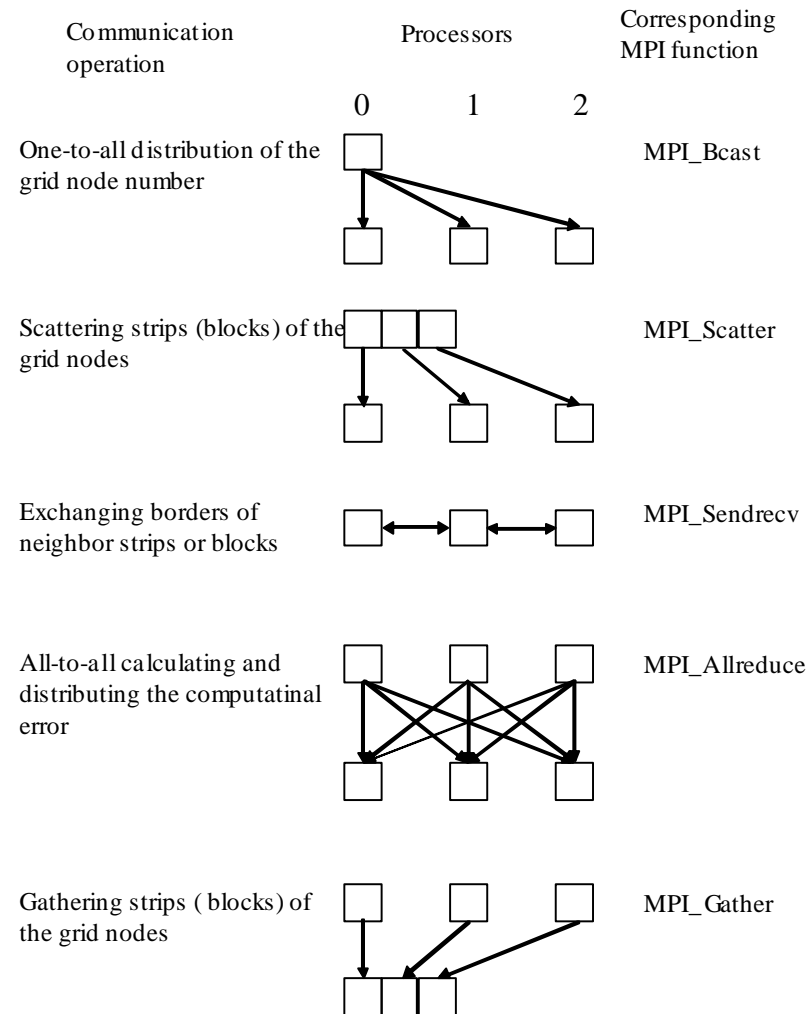 Communication
operation
Processors
Corresponding
MPI function
0 1 2
One-to-all distribution of the
grid node number
MPI_Bcast
Scattering strips (blocks) of the
grid nodes
MPI_Scatter
Exchanging borders of
neighbor strips or blocks
MPI_Sendrecv
All-to-all calculating and
distributing the computatinal
error
MPI_Allreduce
Gathering strips ( blocks) of
the grid nodes
MPI_Gather